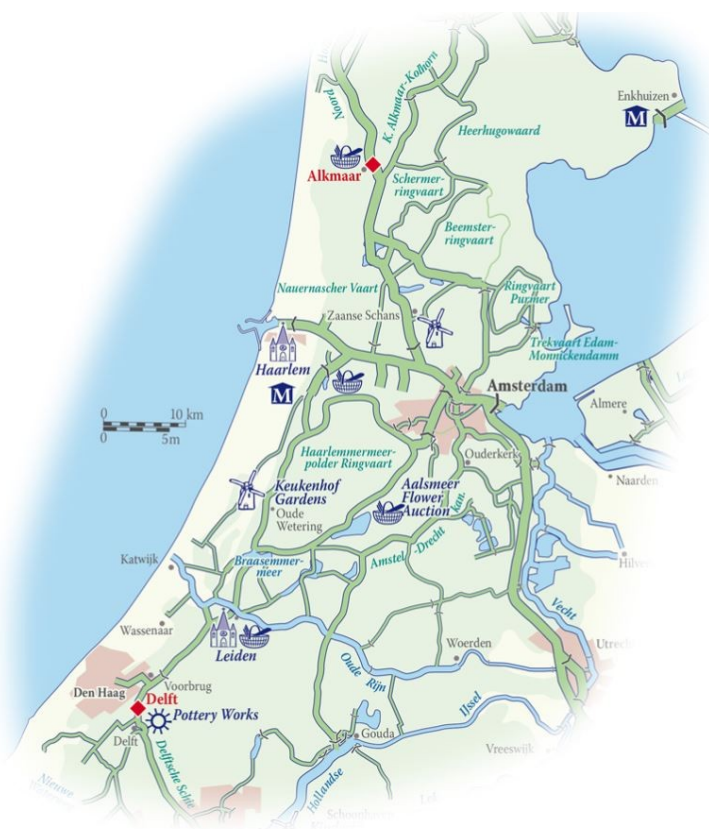 Enkhuizen
M
Noord
K. Alkmaar-Kolhorn
Heerhugowaard
Alkmaar
Schermer-
ringvaart
Beemster-
ringvaart
Nauernascher Vaart
Ringvaart
Purmer
Zaanse Schans
Trekvaart Edam-
Monnickendamm
Haarlem
M
Amsterdam
Almere
0 10 km
0 5m
Haarlemmermeer-
polder Ringvaart
Ouderkerk
Naarden
Keukenhof
Gardens
Aalsmeer
Flower
Auction
Oude
Wetering
kan.
Amstel -Drecht
Katwijk
Braasemmer-
meer
Hilver
Vecht
Wassenaar
Leiden
Woerden
Utrech
Oude Rijn
Den Haag
Voorbrug
Delft
Pottery Works
IJssel
Delft
Gouda
Vreeswijk
Delftsche Schie
Hollandse
Nieuwe